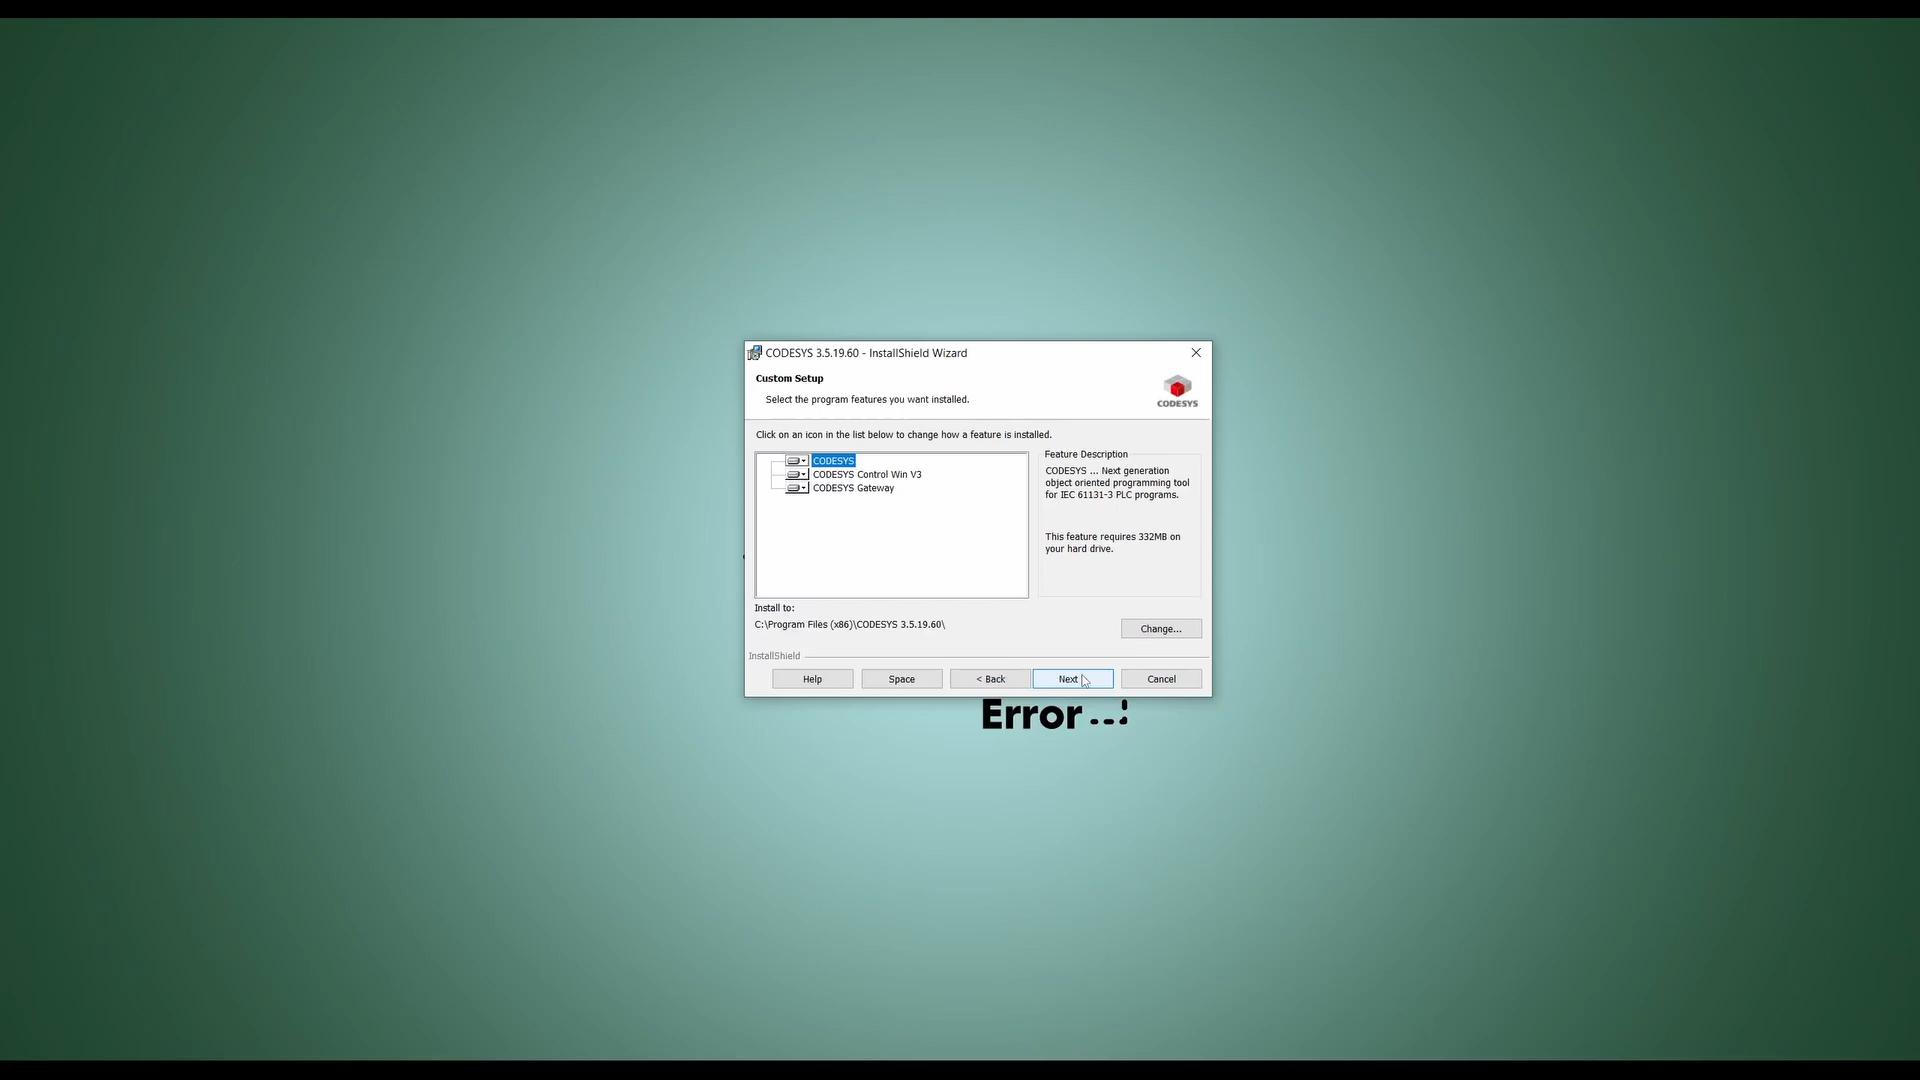 CODESYS 3.5.19.60 - InstallShield Wizard
Custom Setup
Select the program features you want installed.
CODESYS
Click on an icon in the list below to change how a feature is installed.
CODESYS
CODESYS Control Win V3
CODESYS Gateway
Feature Description
CODESYS ... Next generation
object oriented programming tool
for IEC 61131-3 PLC programs.
This feature requires 332MB on
your hard drive.
Install to:
C:\Program Files (x86)\CODESYS 3.5.19.60\
Change...
InstallShield
Help
Space
< Back
Next
Cancel
Error